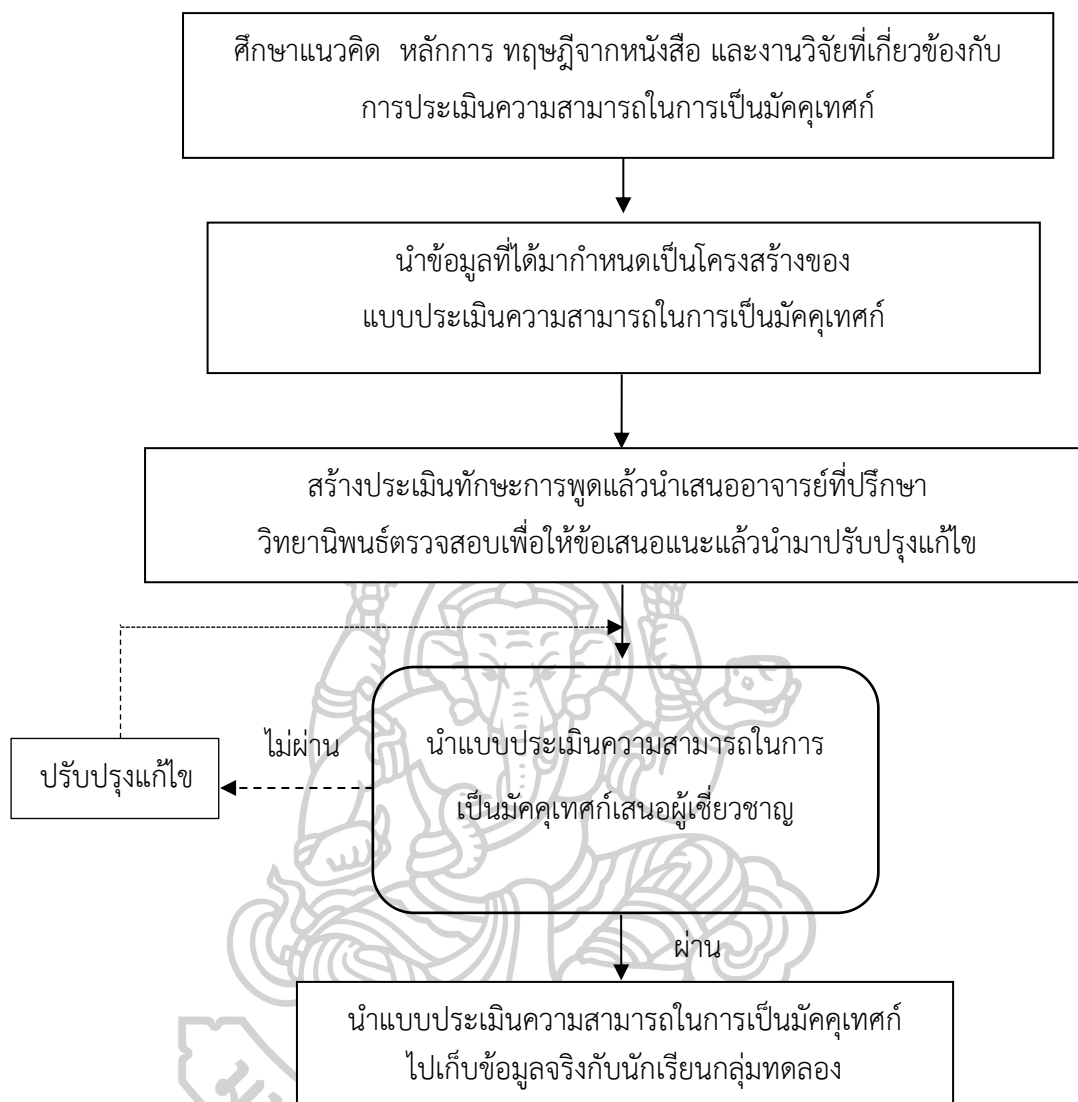 ศึกษาแนวคิด  หลักการ ทฤษฎีจากหนังสือ และงานวิจัยที่เกี่ยวข้องกับ
การประเมินความสามารถในการเป็นมัคคุเทศก์
นำข้อมูลที่ได้มากำหนดเป็นโครงสร้างของ
แบบประเมินความสามารถในการเป็นมัคคุเทศก์
สร้างประเมินทักษะการพูดแล้วนำเสนออาจารย์ที่ปรึกษา
วิทยานิพนธ์ตรวจสอบเพื่อให้ข้อเสนอแนะแล้วนำมาปรับปรุงแก้ไข
ไม่ผ่าน
ปรับปรุงแก้ไข
นำแบบประเมินความสามารถในการ
เป็นมัคคุเทศก์เสนอผู้เชี่ยวชาญ
ผ่าน
นำแบบประเมินความสามารถในการเป็นมัคคุเทศก์
ไปเก็บข้อมูลจริงกับนักเรียนกลุ่มทดลอง